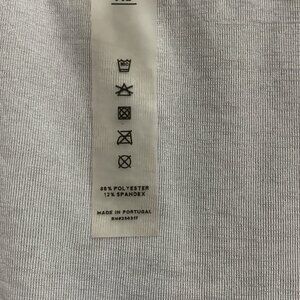 88% POLYESTER
12% SPANDEX
MADE IN PORTUGAL